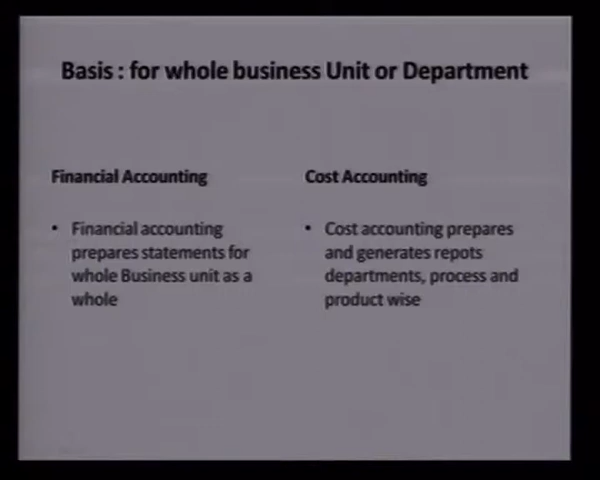 Basis : for whole business Unit or Department
Financial Accounting
• Financial accounting
prepares statements for
whole Business unit as a
whole
Cost Accounting
• Cost accounting prepares
and generates repots
departments, process and
product wise